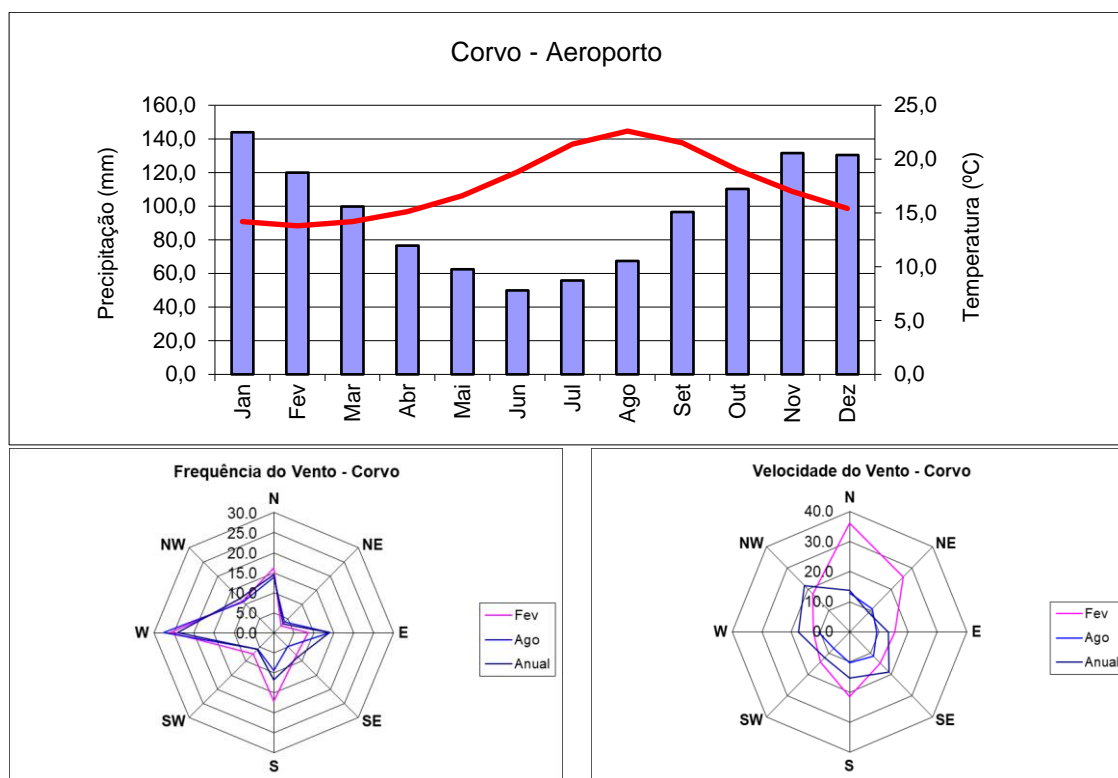 Corvo - Aeroporto
Precipitação (mm)
160,0
140,0
120,0
100,0
80,0
60,0
40,0
20,0
0,0
25,0
20,0
15,0
10,0
5,0
0,0
Temperatura (ºC)
Jan Fev Mar Abr Mai Jun Jul Ago Set Out Nov Dez
Frequência do Vento - Corvo
N
NE
E
SE
S
SW
W
NW
30.0
25.0
20.0
15.0
10.0
5.0
0.0
Fev
Ago
Anual
Velocidade do Vento - Corvo
N
NE
E
SE
S
SW
W
NW
40.0
30.0
20.0
10.0
0.0
Fev
Ago
Anual